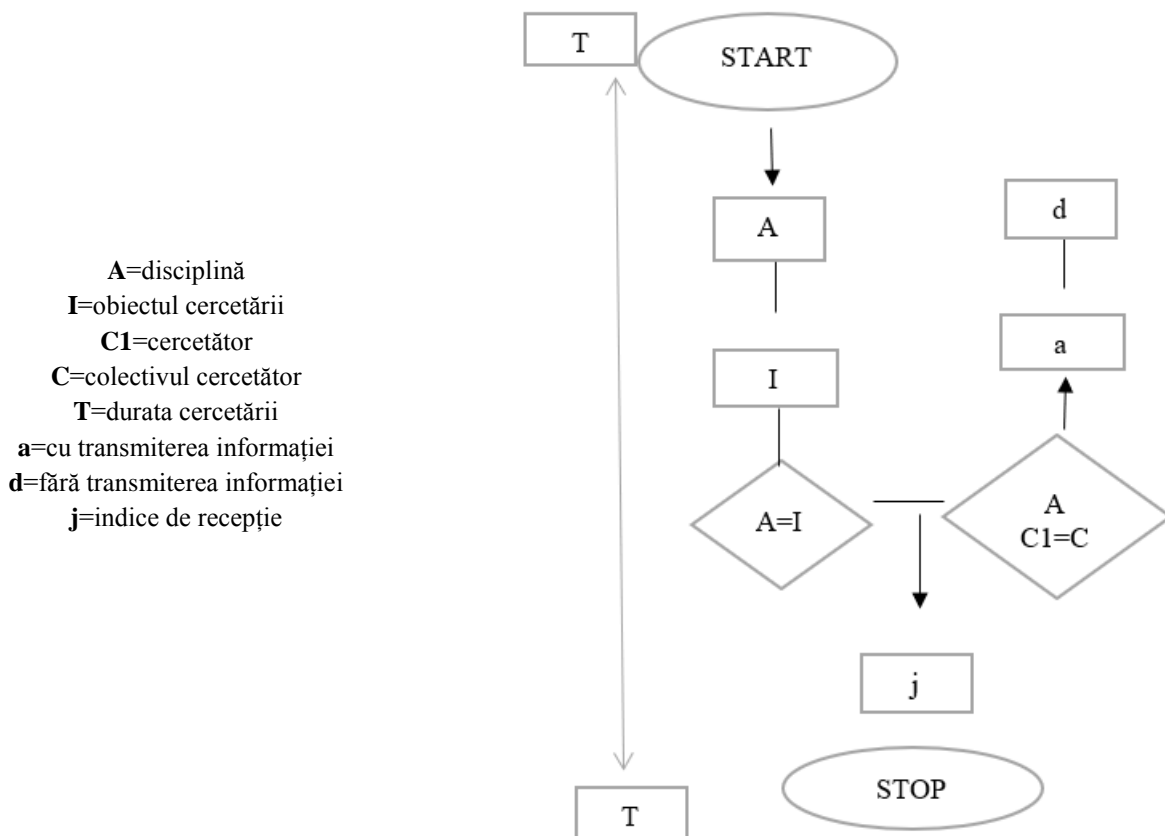 T
START
A
d
A=disciplină
I=obiectul cercetării
C1=cercetător
C=colectivul cercetător
T=durata cercetării
a=cu transmiterea informației
d=fără transmiterea informației
j=indice de recepție
a
I
A=I
A
C1=C
j
STOP
T